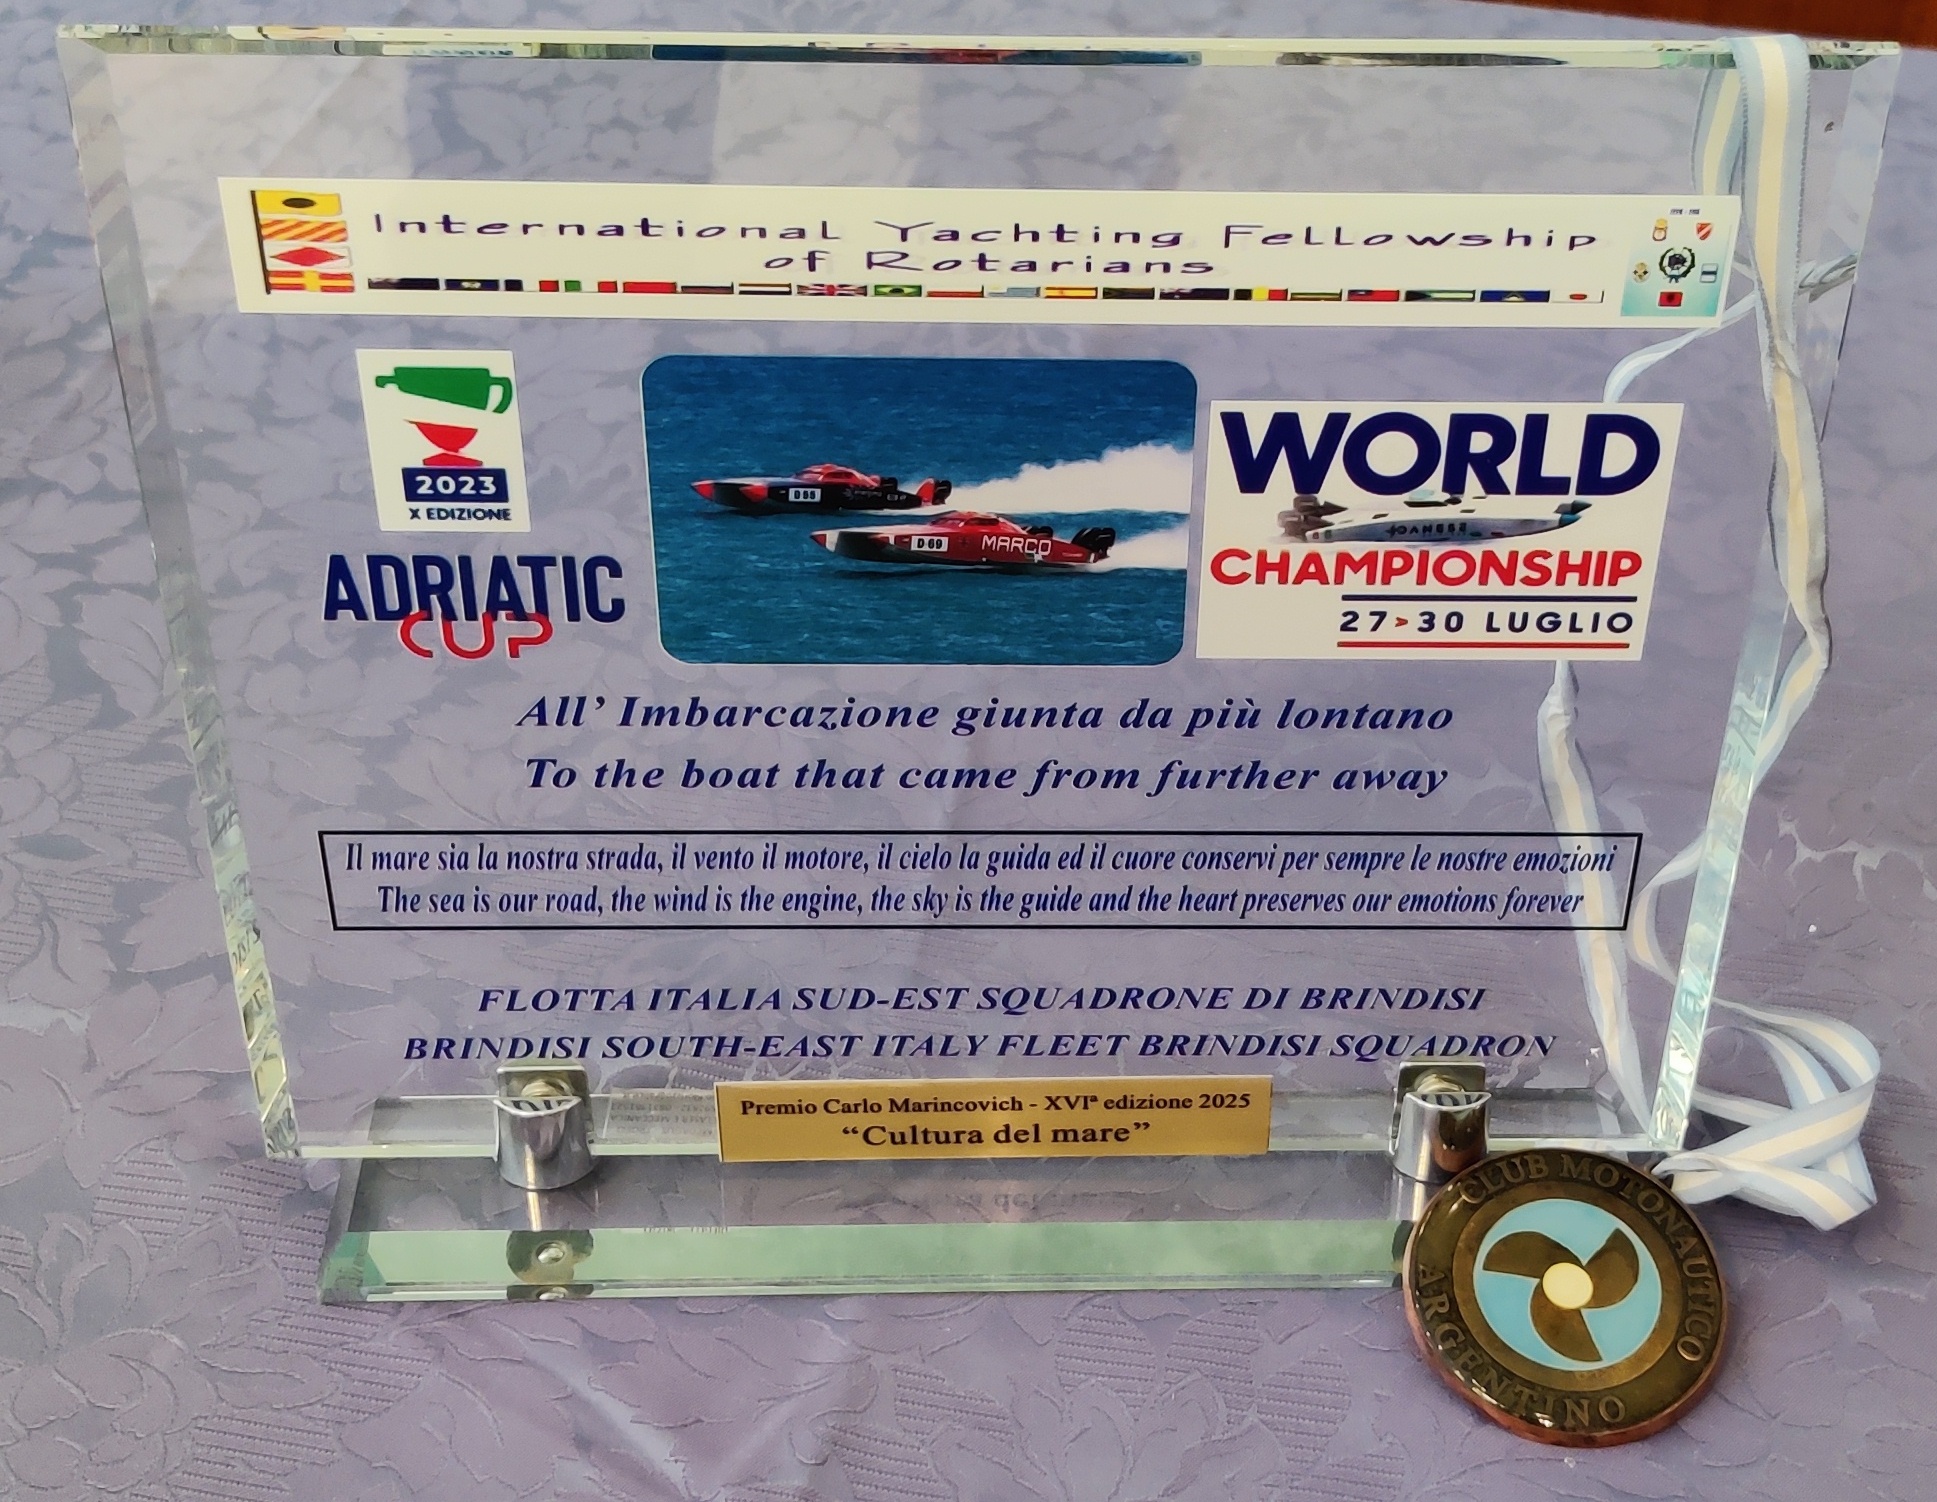 International Yachting Fellowship
of Rotarians
2023
X EDIZIONE
ADRIATIC
CUP
D 55
D 69
MARCO
WORLD
CHAMPIONSHIP
27>30 LUGLIO
All’ Imbarcazione giunta da più lontano
To the boat that came from further away
Il mare sia la nostra strada, il vento il motore, il cielo la guida ed il cuore conservi per sempre le nostre emozioni
The sea is our road, the wind is the engine, the sky is the guide and the heart preserves our emotions forever
FLOTTA ITALIA SUD-EST SQUADRONE DI BRINDISI
BRINDISI SOUTH-EAST ITALY FLEET BRINDISI SQUADRON
Premio Carlo Marincovich - XVIª edizione 2025
“Cultura del mare”
CLUB MOTONAUTICO
ARGENTINO